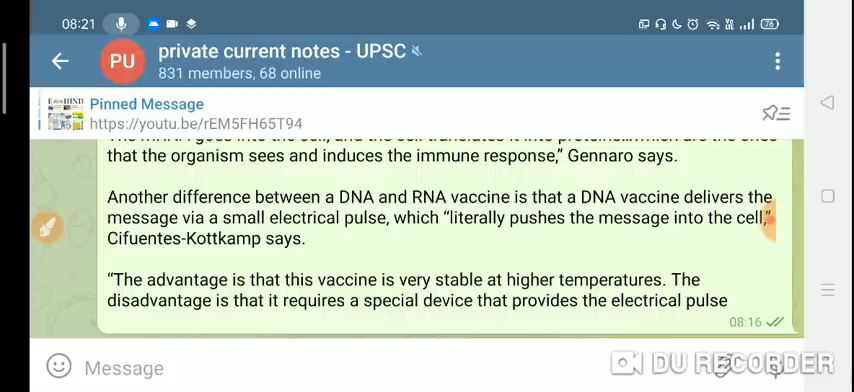 08:21
76
PU
private current notes - UPSC
831 members, 68 online
Pinned Message
https://youtu.be/rEM5FH65T94
that the organism sees and induces the immune response,” Gennaro says.
Another difference between a DNA and RNA vaccine is that a DNA vaccine delivers the
message via a small electrical pulse, which “literally pushes the message into the cell,”
Cifuentes-Kottkamp says.
“The advantage is that this vaccine is very stable at higher temperatures. The
disadvantage is that it requires a special device that provides the electrical pulse
08:16
Message
DU RECORDER